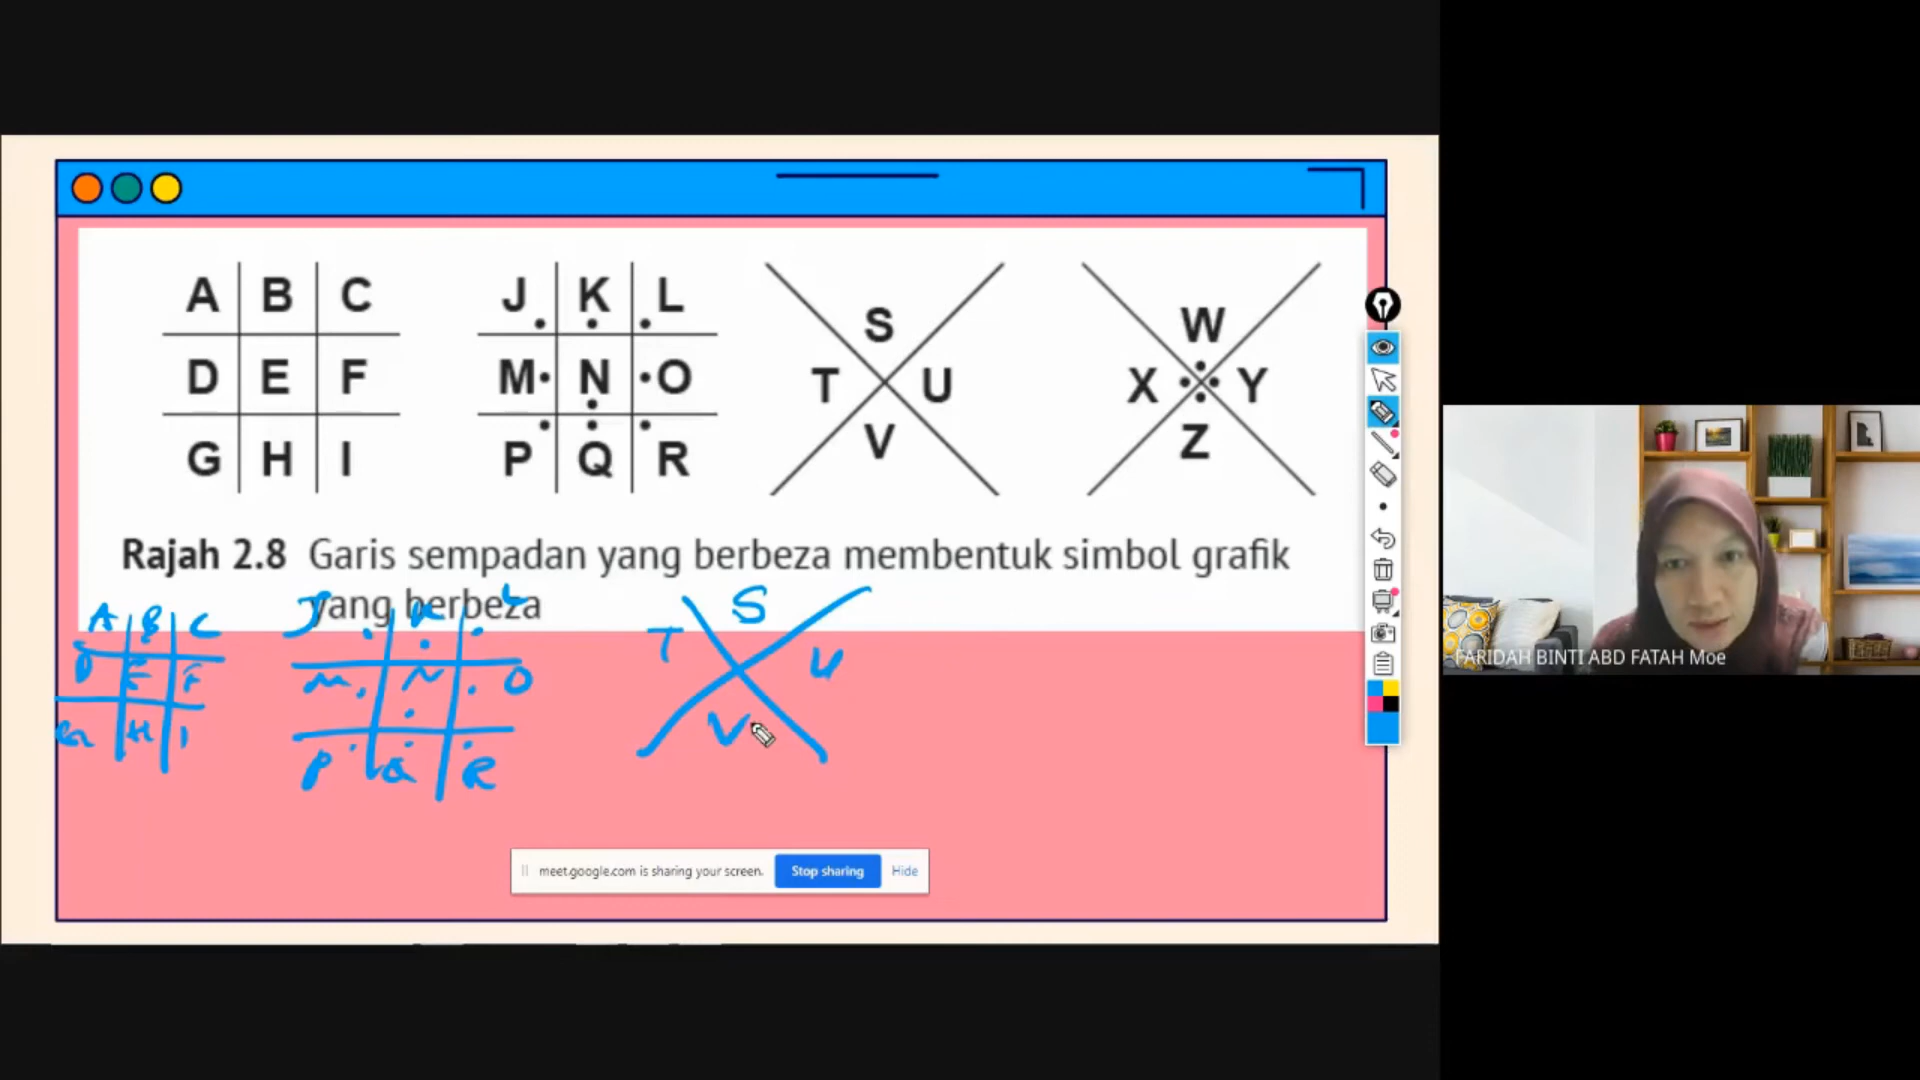 A B C
D E F
G H I
J K L
M N O
P Q R
S
T U
V
W
X Y
Z
Rajah 2.8 Garis sempadan yang berbeza membentuk simbol grafik
yang berbeza
A B C
D E F
G H I
J K L
M N O
P Q R
S
T U
V
meet.google.com is sharing your screen. Stop sharing Hide
FARIDAH BINTI ABD FATAH Moe